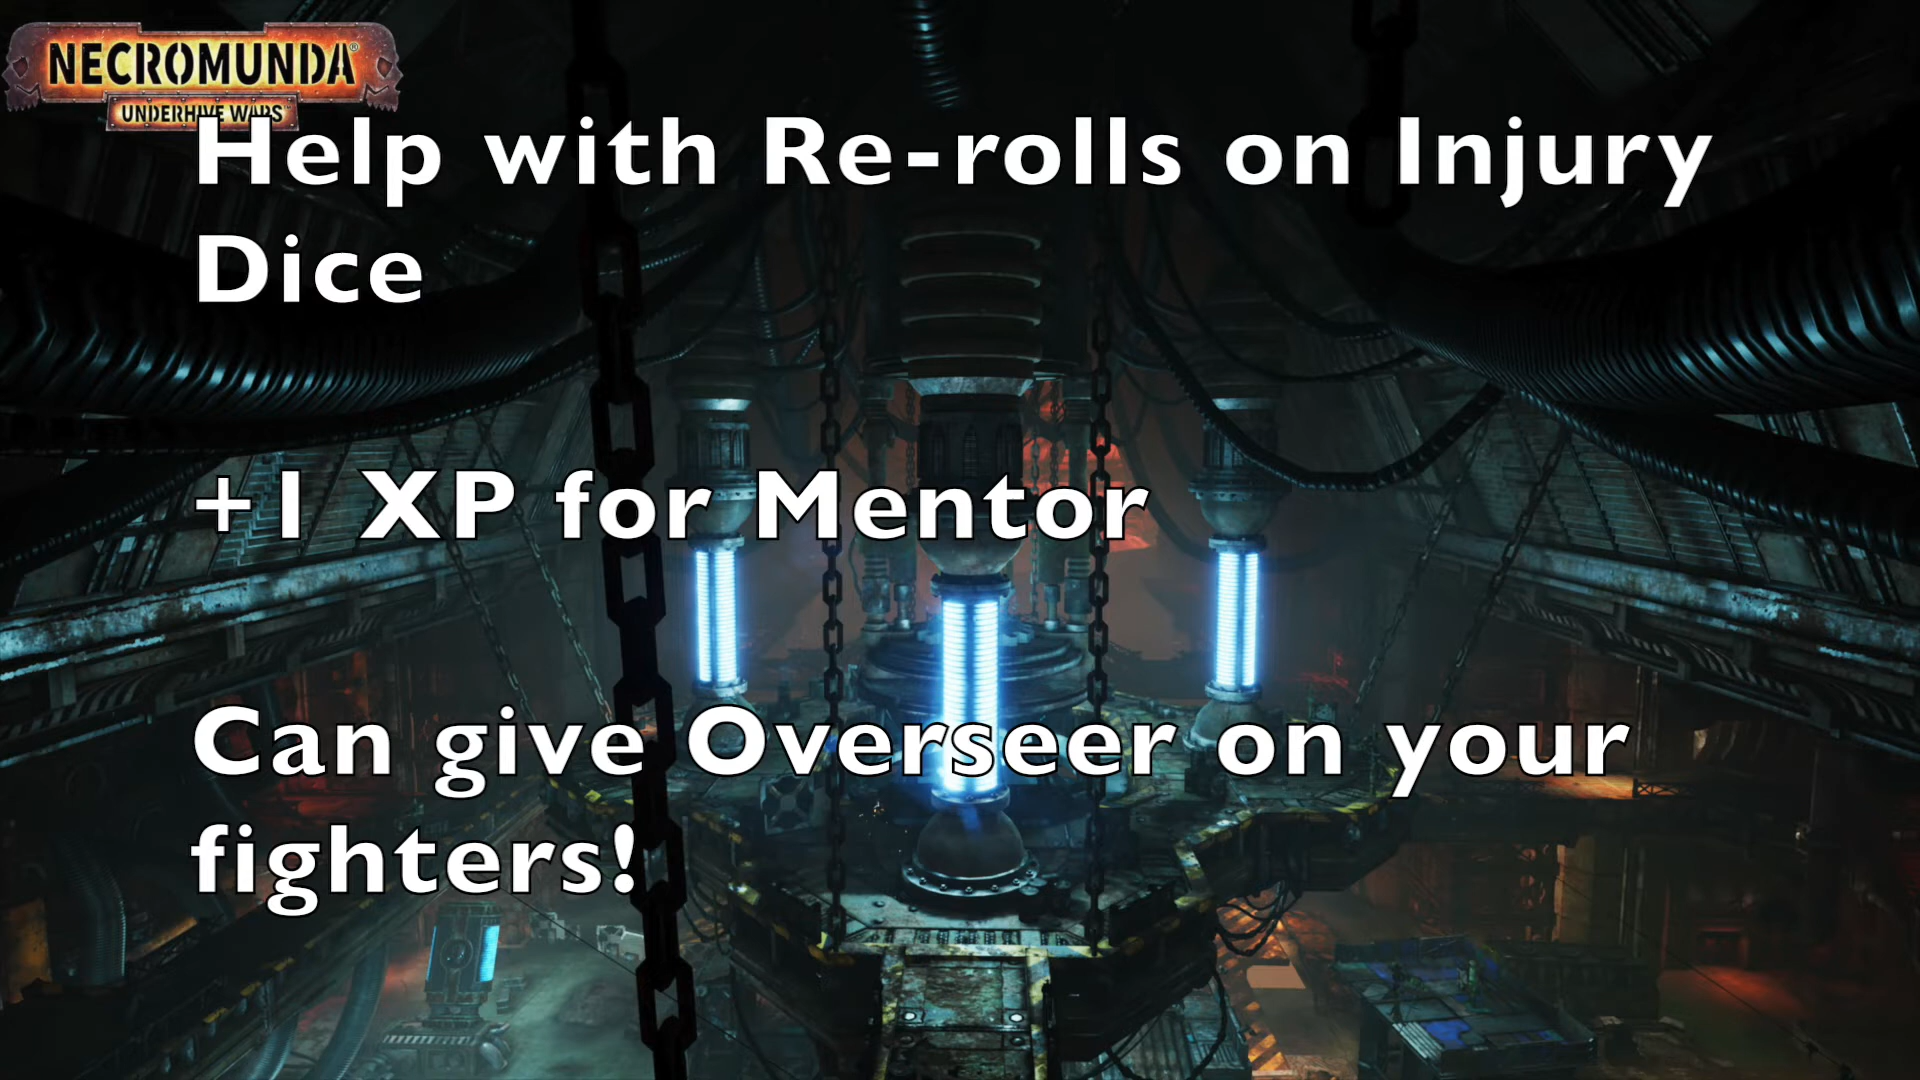 NECROMUNDA®
UNDERHIVE WARS
Help with Re-rolls on Injury
Dice
+1 XP for Mentor
Can give Overseer on your
fighters!